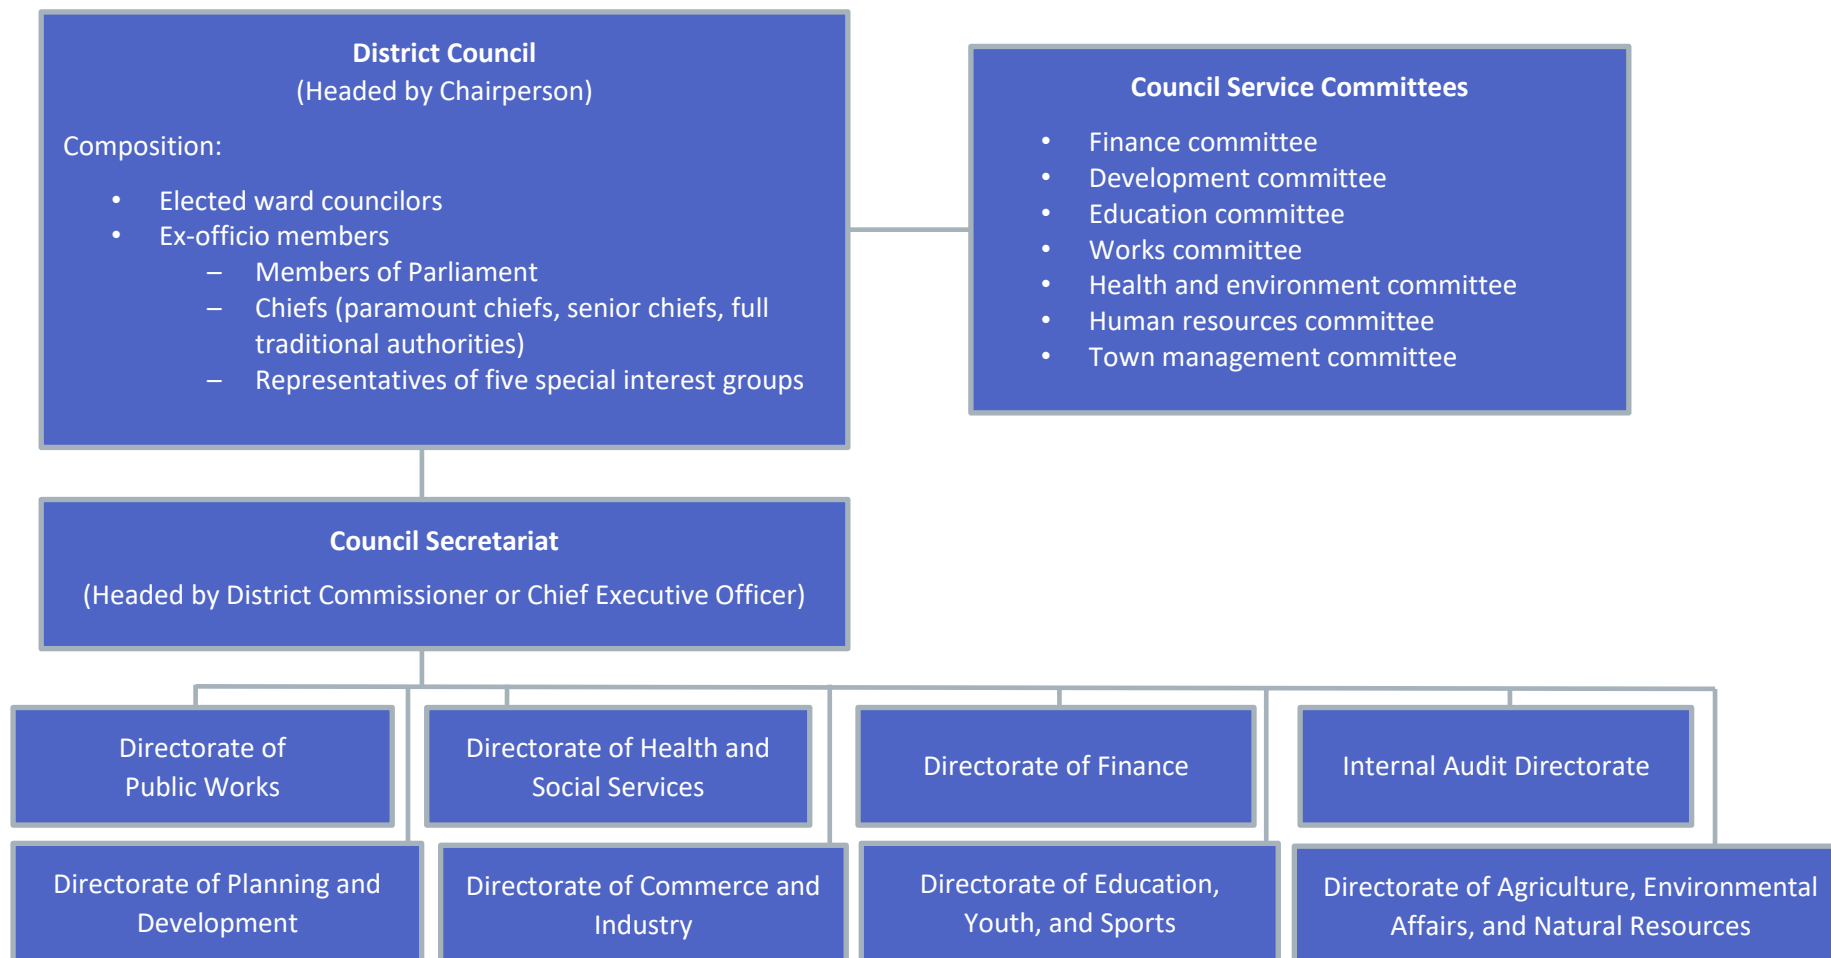 District Council
(Headed by Chairperson)
Composition:
• Elected ward councilors
• Ex-officio members
– Members of Parliament
– Chiefs (paramount chiefs, senior chiefs, full
traditional authorities)
– Representatives of five special interest groups
Council Service Committees
• Finance committee
• Development committee
• Education committee
• Works committee
• Health and environment committee
• Human resources committee
• Town management committee
Council Secretariat
(Headed by District Commissioner or Chief Executive Officer)
Directorate of
Public Works
Directorate of Health and
Social Services
Directorate of Finance
Internal Audit Directorate
Directorate of Planning and
Development
Directorate of Commerce and
Industry
Directorate of Education,
Youth, and Sports
Directorate of Agriculture, Environmental
Affairs, and Natural Resources